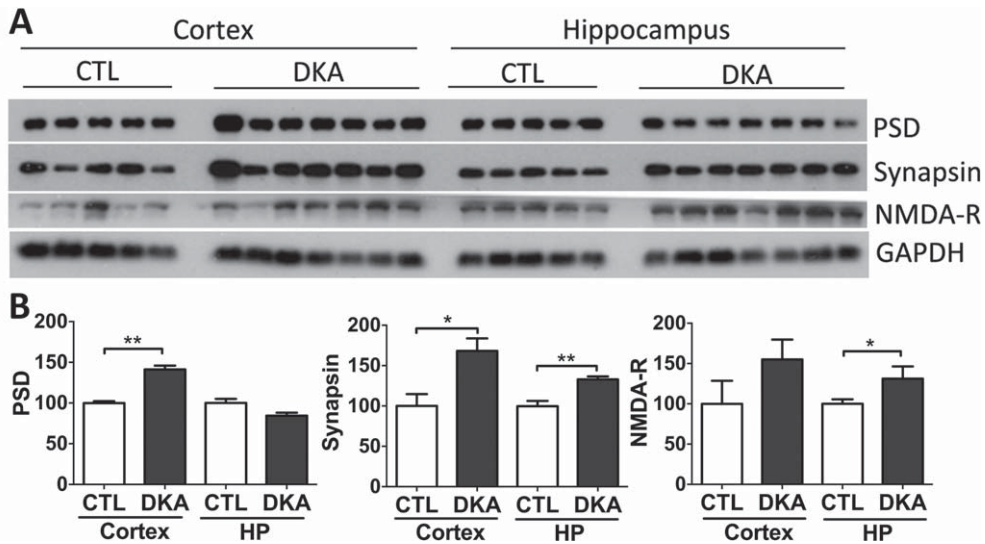 A
Cortex Hippocampus
CTL DKA CTL DKA
PSD
Synapsin
NMDA-R
GAPDH
B
200
150
100
50
0
PSD
**
CTL DKA CTL DKA
Cortex HP
200
150
100
50
0
Synapsin
*
**
CTL DKA CTL DKA
Cortex HP
200
150
100
50
0
NMDA-R
*
CTL DKA CTL DKA
Cortex HP